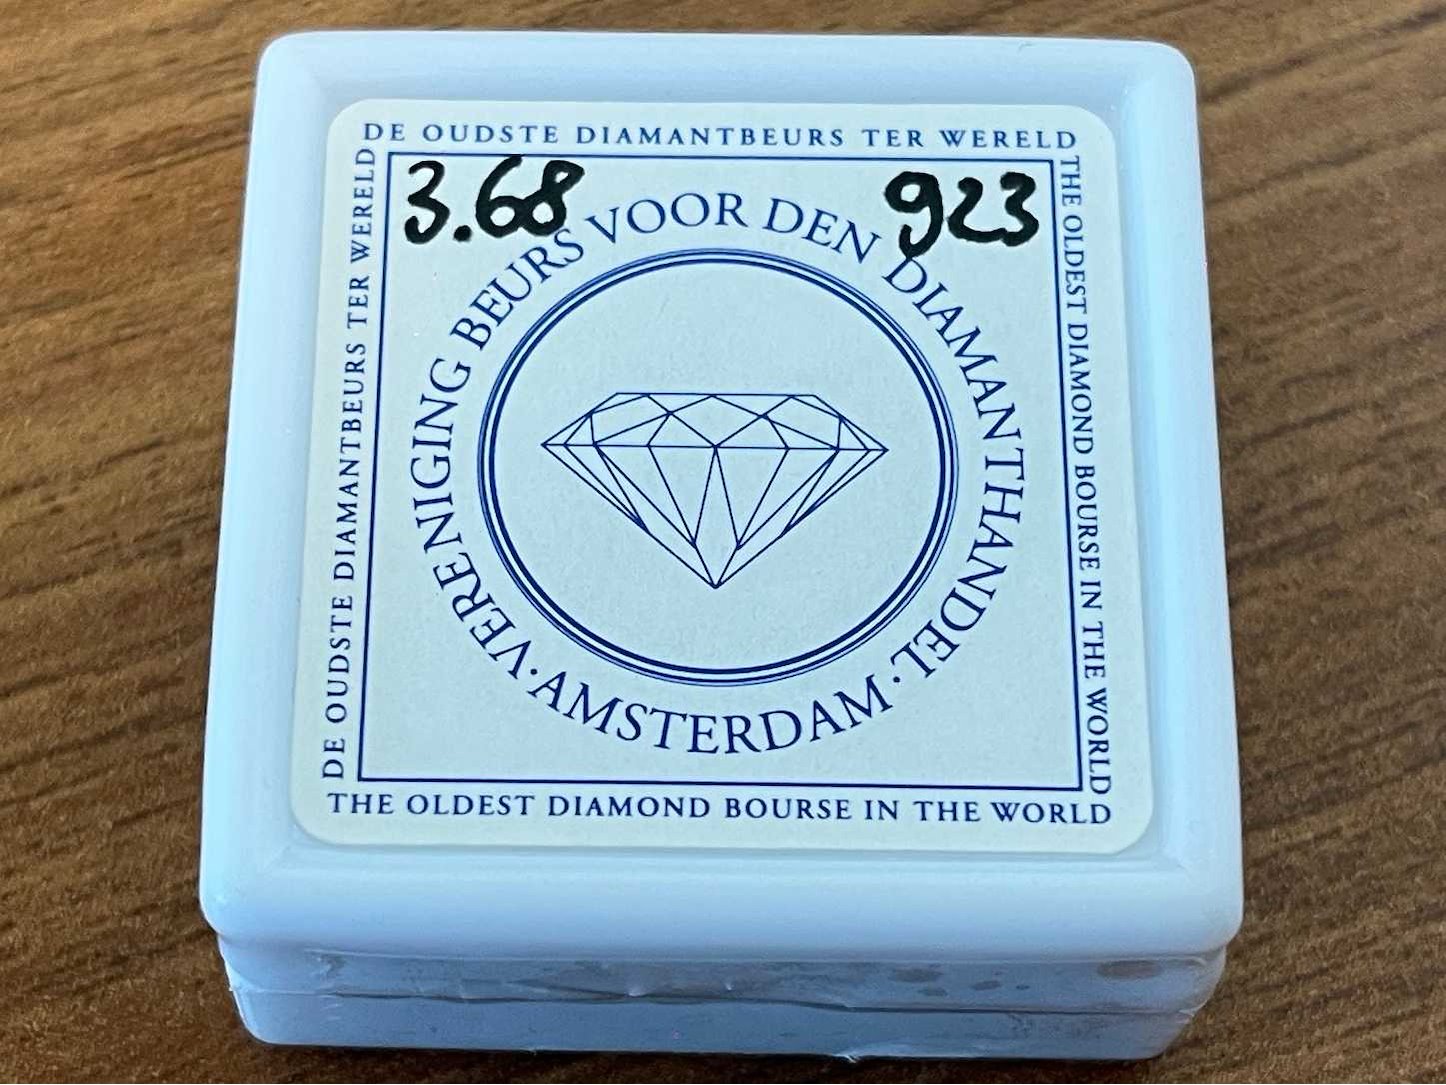 DE OUDSTE DIAMANTBEURS TER WERELD
3.68
923
VERENIGING BEURS VOOR DEN DIAMANTHANDEL · AMSTERDAM ·
DE OUDSTE DIAMANTBEURS TER WERELD
THE OLDEST DIAMOND BOURSE IN THE WORLD
THE OLDEST DIAMOND BOURSE IN THE WORLD